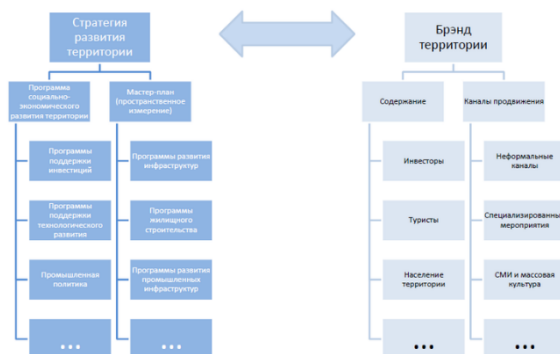 Стратегия
развития
территории
Брэнд
территории
Программа
социально-
экономического
развития территории
Мастер-план
(пространственное
измерение)
Содержание
Каналы продвижения
Программы
поддержки
инвестиций
Программы развития
инфраструктур
Инвесторы
Неформальные
каналы
Программы
поддержки
технологического
развития
Программы
жилищного
строительства
Туристы
Специализированные
мероприятия
Промышленная
политика
Программы развития
промышленных
инфраструктур
Население
территории
СМИ и массовая
культура
...
...
...
...